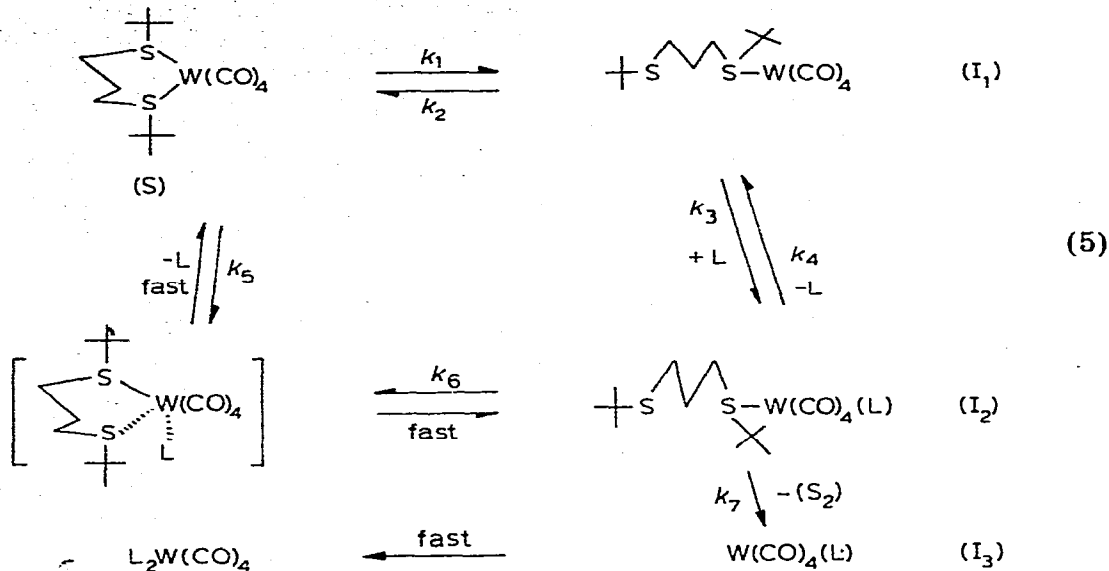 S W(CO)4 S
(S)
k1
k2
S S—W(CO)4 (I1)
-L
fast
k5
k3
+ L
k4
-L
(5)
S W(CO)4 S L
k6
fast
S S—W(CO)4(L) (I2)
k7 -(S2)
L2W(CO)4
fast
W(CO)4(L) (I3)